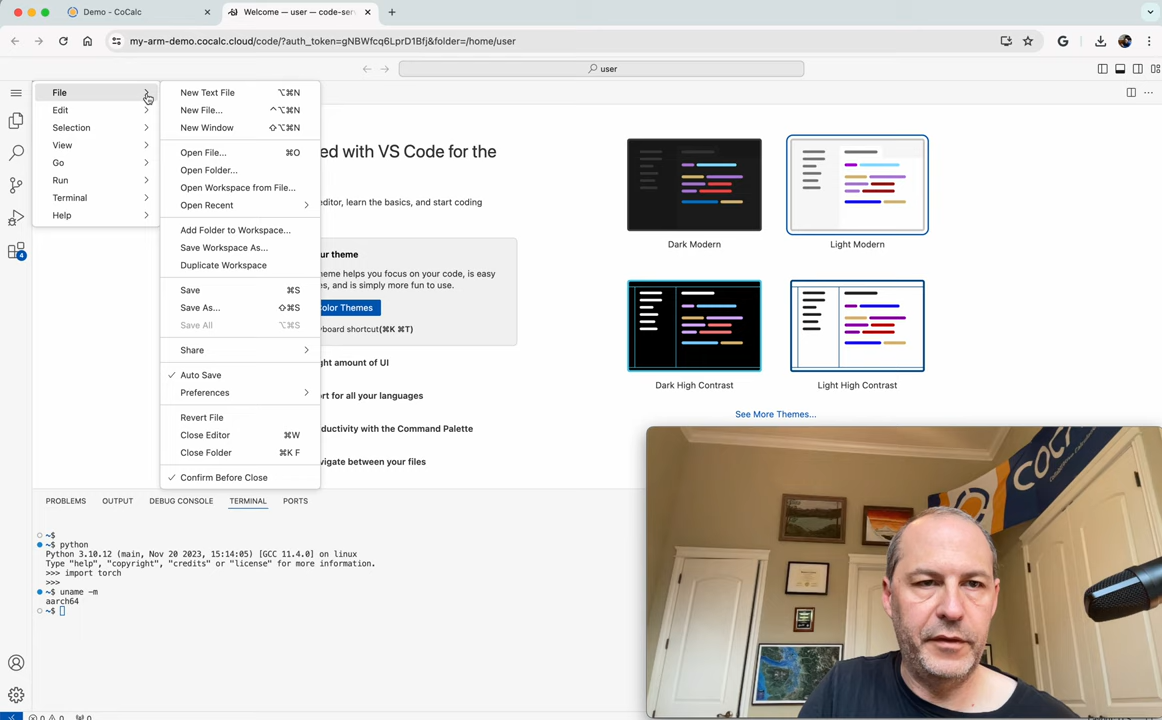 Demo - CoCalc
Welcome — user — code-ser
my-arm-demo.cocalc.cloud/code/?auth_token=gNBWfcq6LprD1Bfj&folder=/home/user
user
File
Edit
Selection
View
Go
Run
Terminal
Help
New Text File ⌥⌘N
New File... ^⌥⌘N
New Window ⇧⌥⌘N
Open File... ⌘O
Open Folder...
Open Workspace from File...
Open Recent
Add Folder to Workspace...
Save Workspace As...
Duplicate Workspace
Save ⌘S
Save As... ⇧⌘S
Save All ⌥⌘S
Share
Auto Save
Preferences
Revert File
Close Editor ⌘W
Close Folder ⌘K F
Confirm Before Close
ed with VS Code for the
editor, learn the basics, and start coding
ur theme
heme helps you focus on your code, is easy
es, and is simply more fun to use.
olor Themes
board shortcut(⌘K ⌘T)
ght amount of UI
rt for all your languages
ductivity with the Command Palette
vigate between your files
Dark Modern
Light Modern
Dark High Contrast
Light High Contrast
See More Themes...
4
PROBLEMS OUTPUT DEBUG CONSOLE TERMINAL PORTS
~$
~$ python
Python 3.10.12 (main, Nov 20 2023, 15:14:05) [GCC 11.4.0] on linux
Type "help", "copyright", "credits" or "license" for more information.
>>> import torch
>>>
~$ uname -m
aarch64
~$
0 0 0
COCA